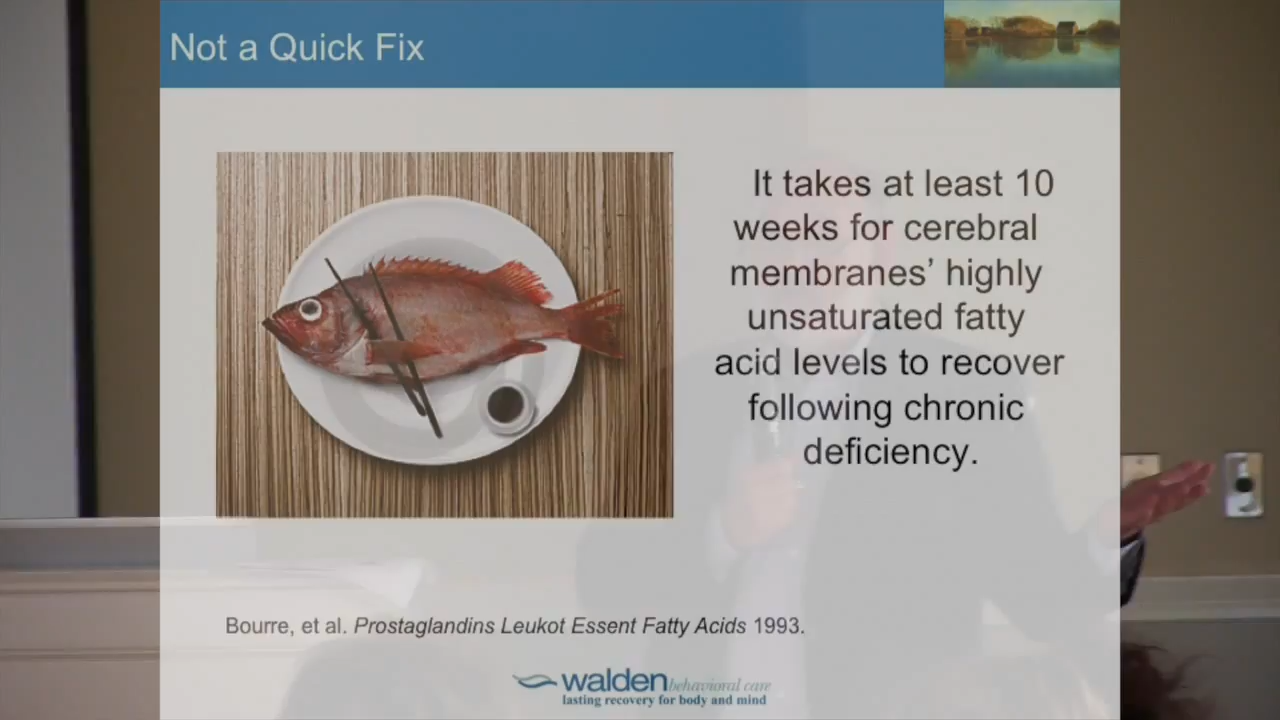 Not a Quick Fix
It takes at least 10
weeks for cerebral
membranes’ highly
unsaturated fatty
acid levels to recover
following chronic
deficiency.
Bourre, et al. Prostaglandins Leukot Essent Fatty Acids 1993.
walden behavioral care
lasting recovery for body and mind